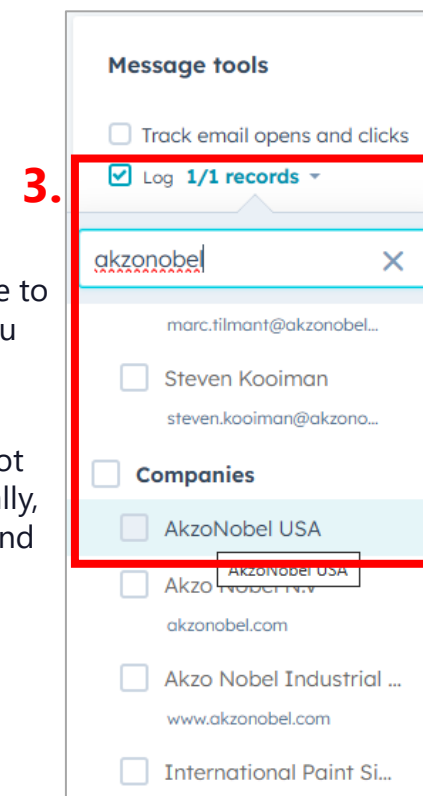 Message tools
Track email opens and clicks
3.
Log 1/1 records
akzonobel
e to
u
ot
lly,
nd
marc.tilmant@akzonobel...
Steven Kooiman
steven.kooiman@akzono...
Companies
AkzoNobel USA
AkzoNobel USA
Akzo Nobel N.V
akzonobel.com
Akzo Nobel Industrial ...
www.akzonobel.com
International Paint Si...